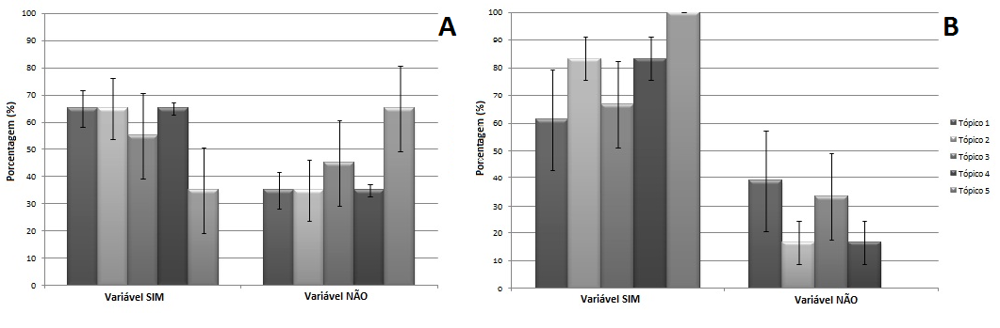 A
Porcentagem (%)
100
90
80
70
60
50
40
30
20
10
0
Variável SIM
Variável NÃO
B
Porcentagem (%)
100
90
80
70
60
50
40
30
20
10
0
Variável SIM
Variável NÃO
Tópico 1
Tópico 2
Tópico 3
Tópico 4
Tópico 5